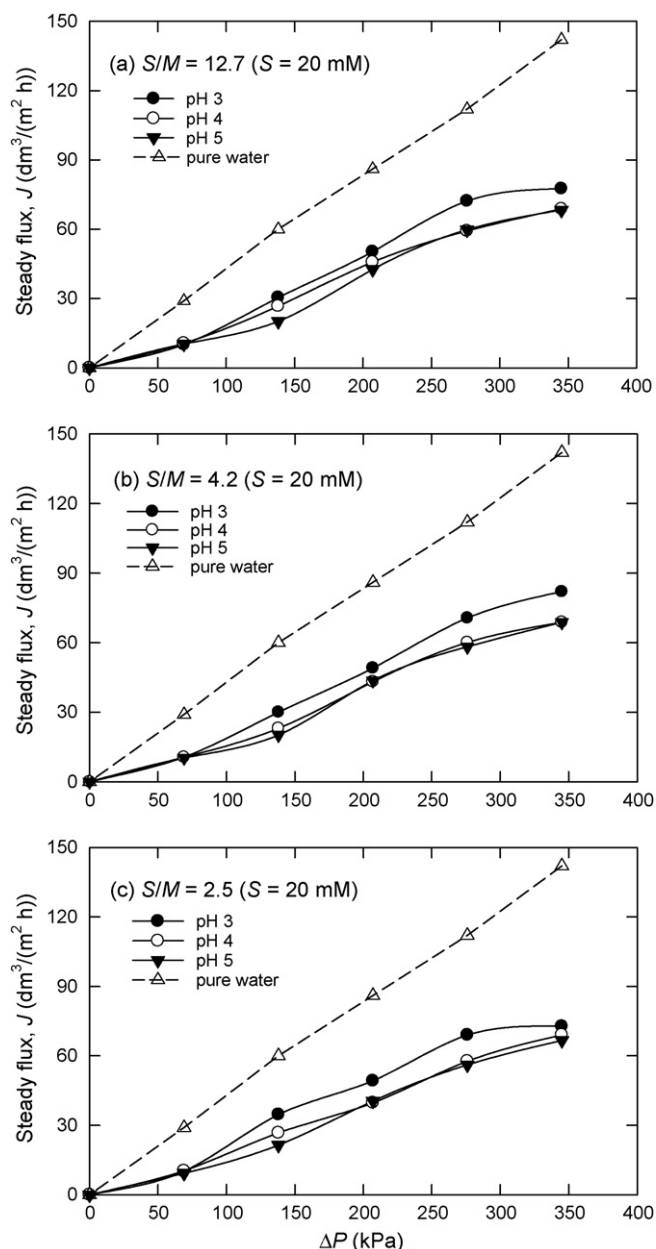 150
(a) S/M = 12.7 (S = 20 mM)
120
pH 3
pH 4
90
pH 5
pure water
60
30
0
Steady flux, J (dm³/(m² h))
0 50 100 150 200 250 300 350 400
150
(b) S/M = 4.2 (S = 20 mM)
120
pH 3
pH 4
90
pH 5
pure water
60
30
0
Steady flux, J (dm³/(m² h))
0 50 100 150 200 250 300 350 400
150
(c) S/M = 2.5 (S = 20 mM)
120
pH 3
pH 4
pH 5
90
pure water
60
30
0
Steady flux, J (dm³/(m² h))
0 50 100 150 200 250 300 350 400
ΔP (kPa)